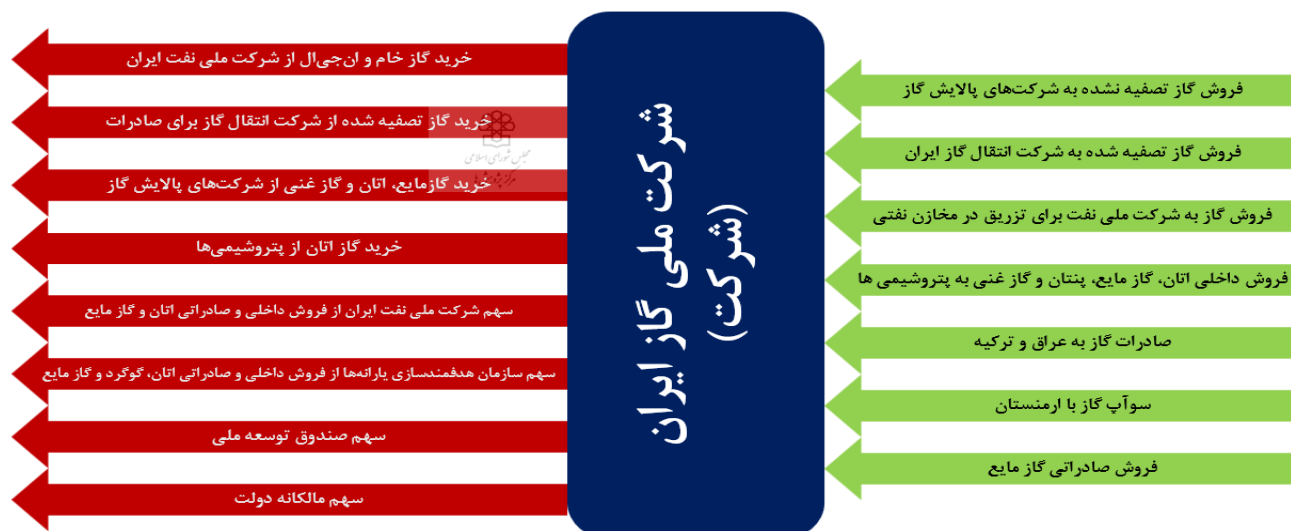 فروش گاز تصفیه نشده به شرکت‌های پالایش گاز
فروش گاز تصفیه شده به شرکت انتقال گاز ایران
فروش گاز به شرکت ملی نفت برای تزریق در مخازن نفتی
فروش داخلی اتان، گاز مایع، پنتان و گاز غنی به پتروشیمی ها
صادرات گاز به عراق و ترکیه
سوآپ گاز با ارمنستان
فروش صادراتی گاز مایع
شرکت ملی گاز ایران
(شرکت)
خرید گاز خام و ان‌جی‌ال از شرکت ملی نفت ایران
خرید گاز تصفیه شده از شرکت انتقال گاز برای صادرات
خرید گازمایع، اتان و گاز غنی از شرکت‌های پالایش گاز
خرید گاز اتان از پتروشیمی‌ها
سهم شرکت ملی نفت ایران از فروش داخلی و صادراتی اتان و گاز مایع
سهم سازمان هدفمندسازی یارانه‌ها از فروش داخلی و صادراتی اتان، گوگرد و گاز مایع
سهم صندوق توسعه ملی
سهم مالکانه دولت
مجلس شورای اسلامی
مرکز پژوهش‌ها